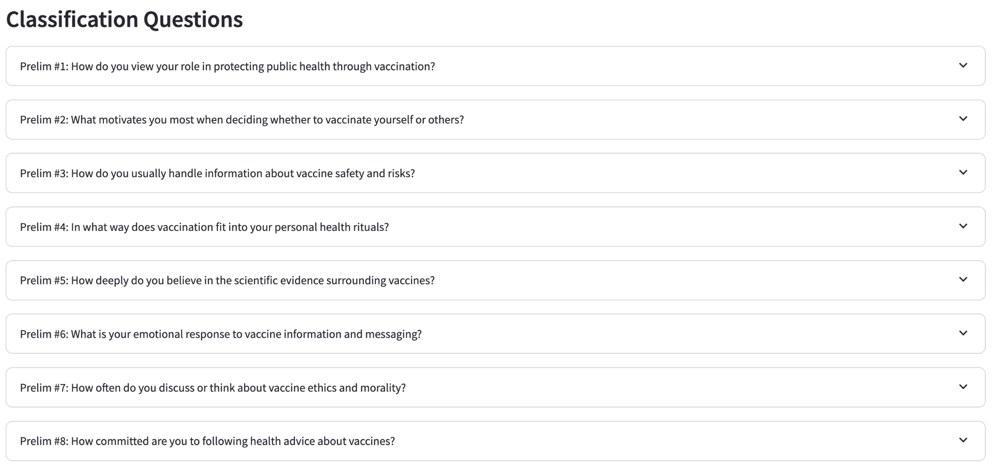 Classification Questions
Prelim #1: How do you view your role in protecting public health through vaccination?
Prelim #2: What motivates you most when deciding whether to vaccinate yourself or others?
Prelim #3: How do you usually handle information about vaccine safety and risks?
Prelim #4: In what way does vaccination fit into your personal health rituals?
Prelim #5: How deeply do you believe in the scientific evidence surrounding vaccines?
Prelim #6: What is your emotional response to vaccine information and messaging?
Prelim #7: How often do you discuss or think about vaccine ethics and morality?
Prelim #8: How committed are you to following health advice about vaccines?